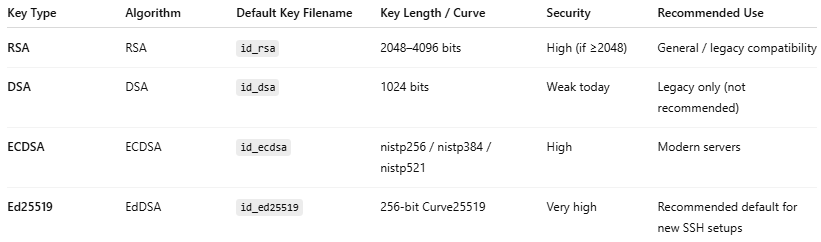 Key Type Algorithm Default Key Filename Key Length / Curve Security Recommended Use
RSA RSA id_rsa 2048–4096 bits High (if ≥2048) General / legacy compatibility
DSA DSA id_dsa 1024 bits Weak today Legacy only (not
recommended)
ECDSA ECDSA id_ecdsa nistp256 / nistp384 / High Modern servers
nistp521
Ed25519 EdDSA id_ed25519 256-bit Curve25519 Very high Recommended default for
new SSH setups